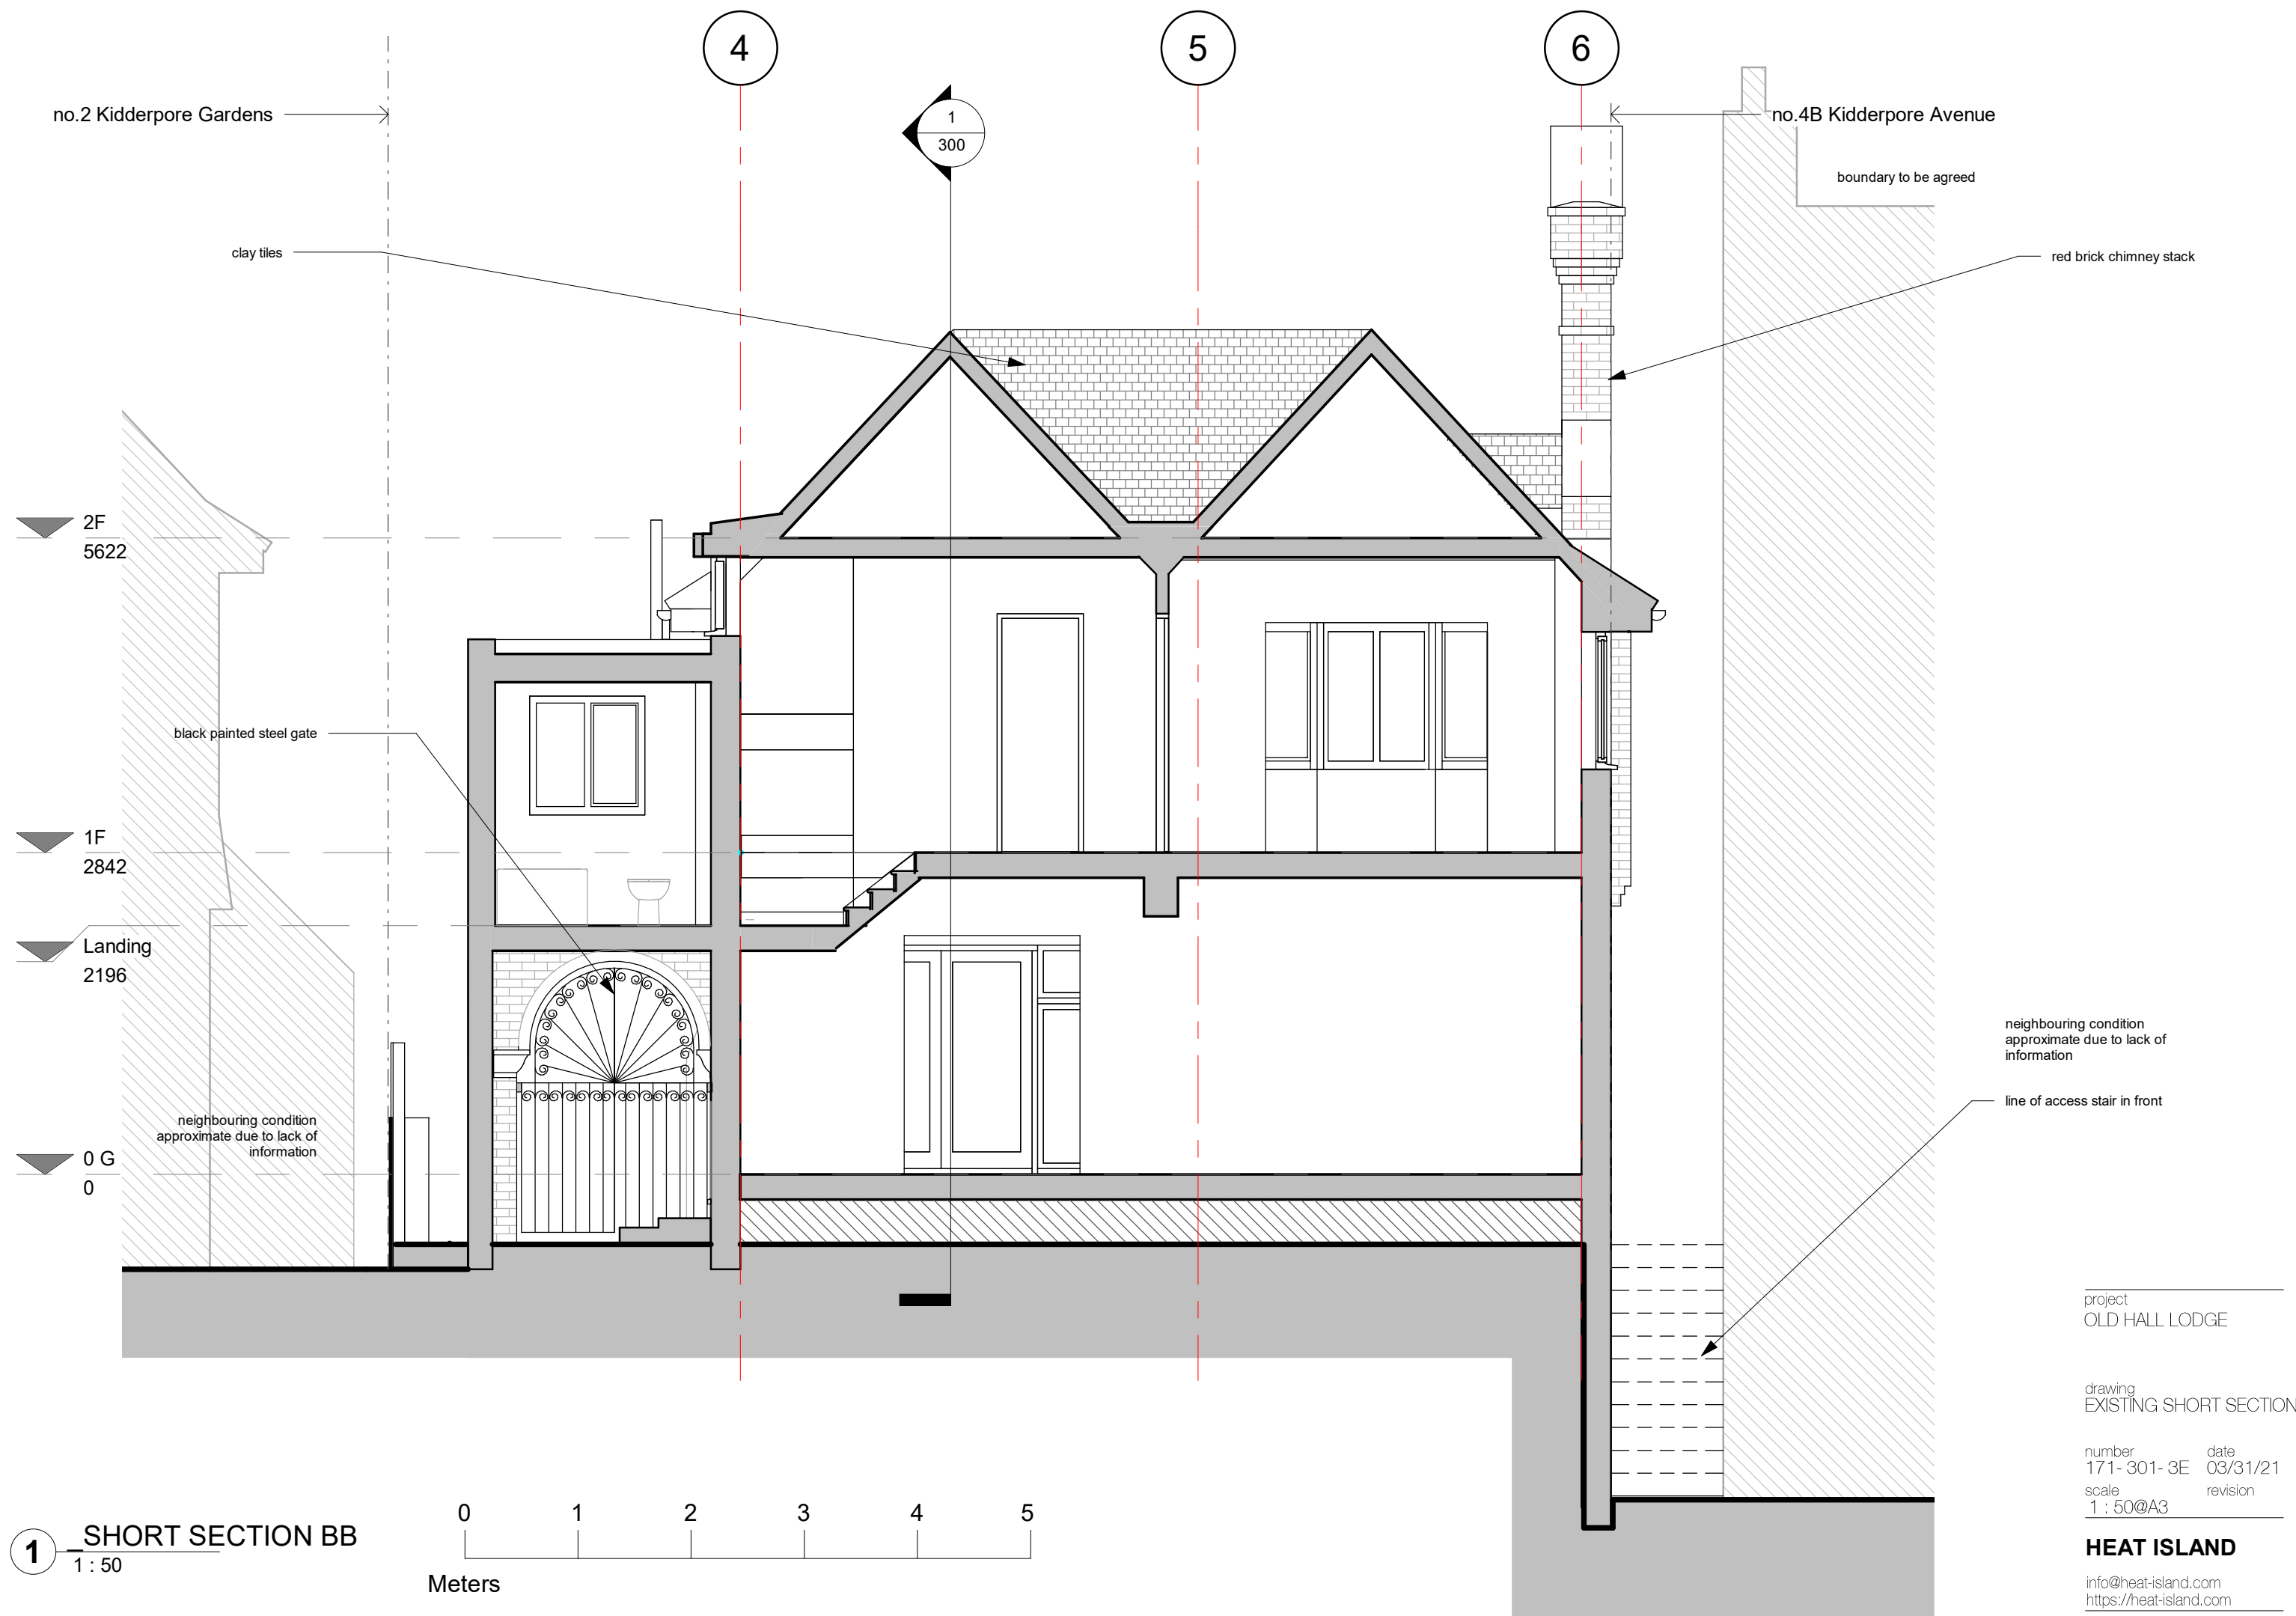 4
5
6
no.2 Kidderpore Gardens
1
300
no.4B Kidderpore Avenue
boundary to be agreed
clay tiles
red brick chimney stack
2F
5622
black painted steel gate
1F
2842
Landing
2196
neighbouring condition
approximate due to lack of
information
line of access stair in front
neighbouring condition
approximate due to lack of
information
0 G
0
project
OLD HALL LODGE
drawing
EXISTING SHORT SECTION
number date
171-301-3E 03/31/21
scale revision
1 : 50@A3
HEAT ISLAND
info@heat-island.com
https://heat-island.com
1 _SHORT SECTION BB
1 : 50
0 1 2 3 4 5
Meters